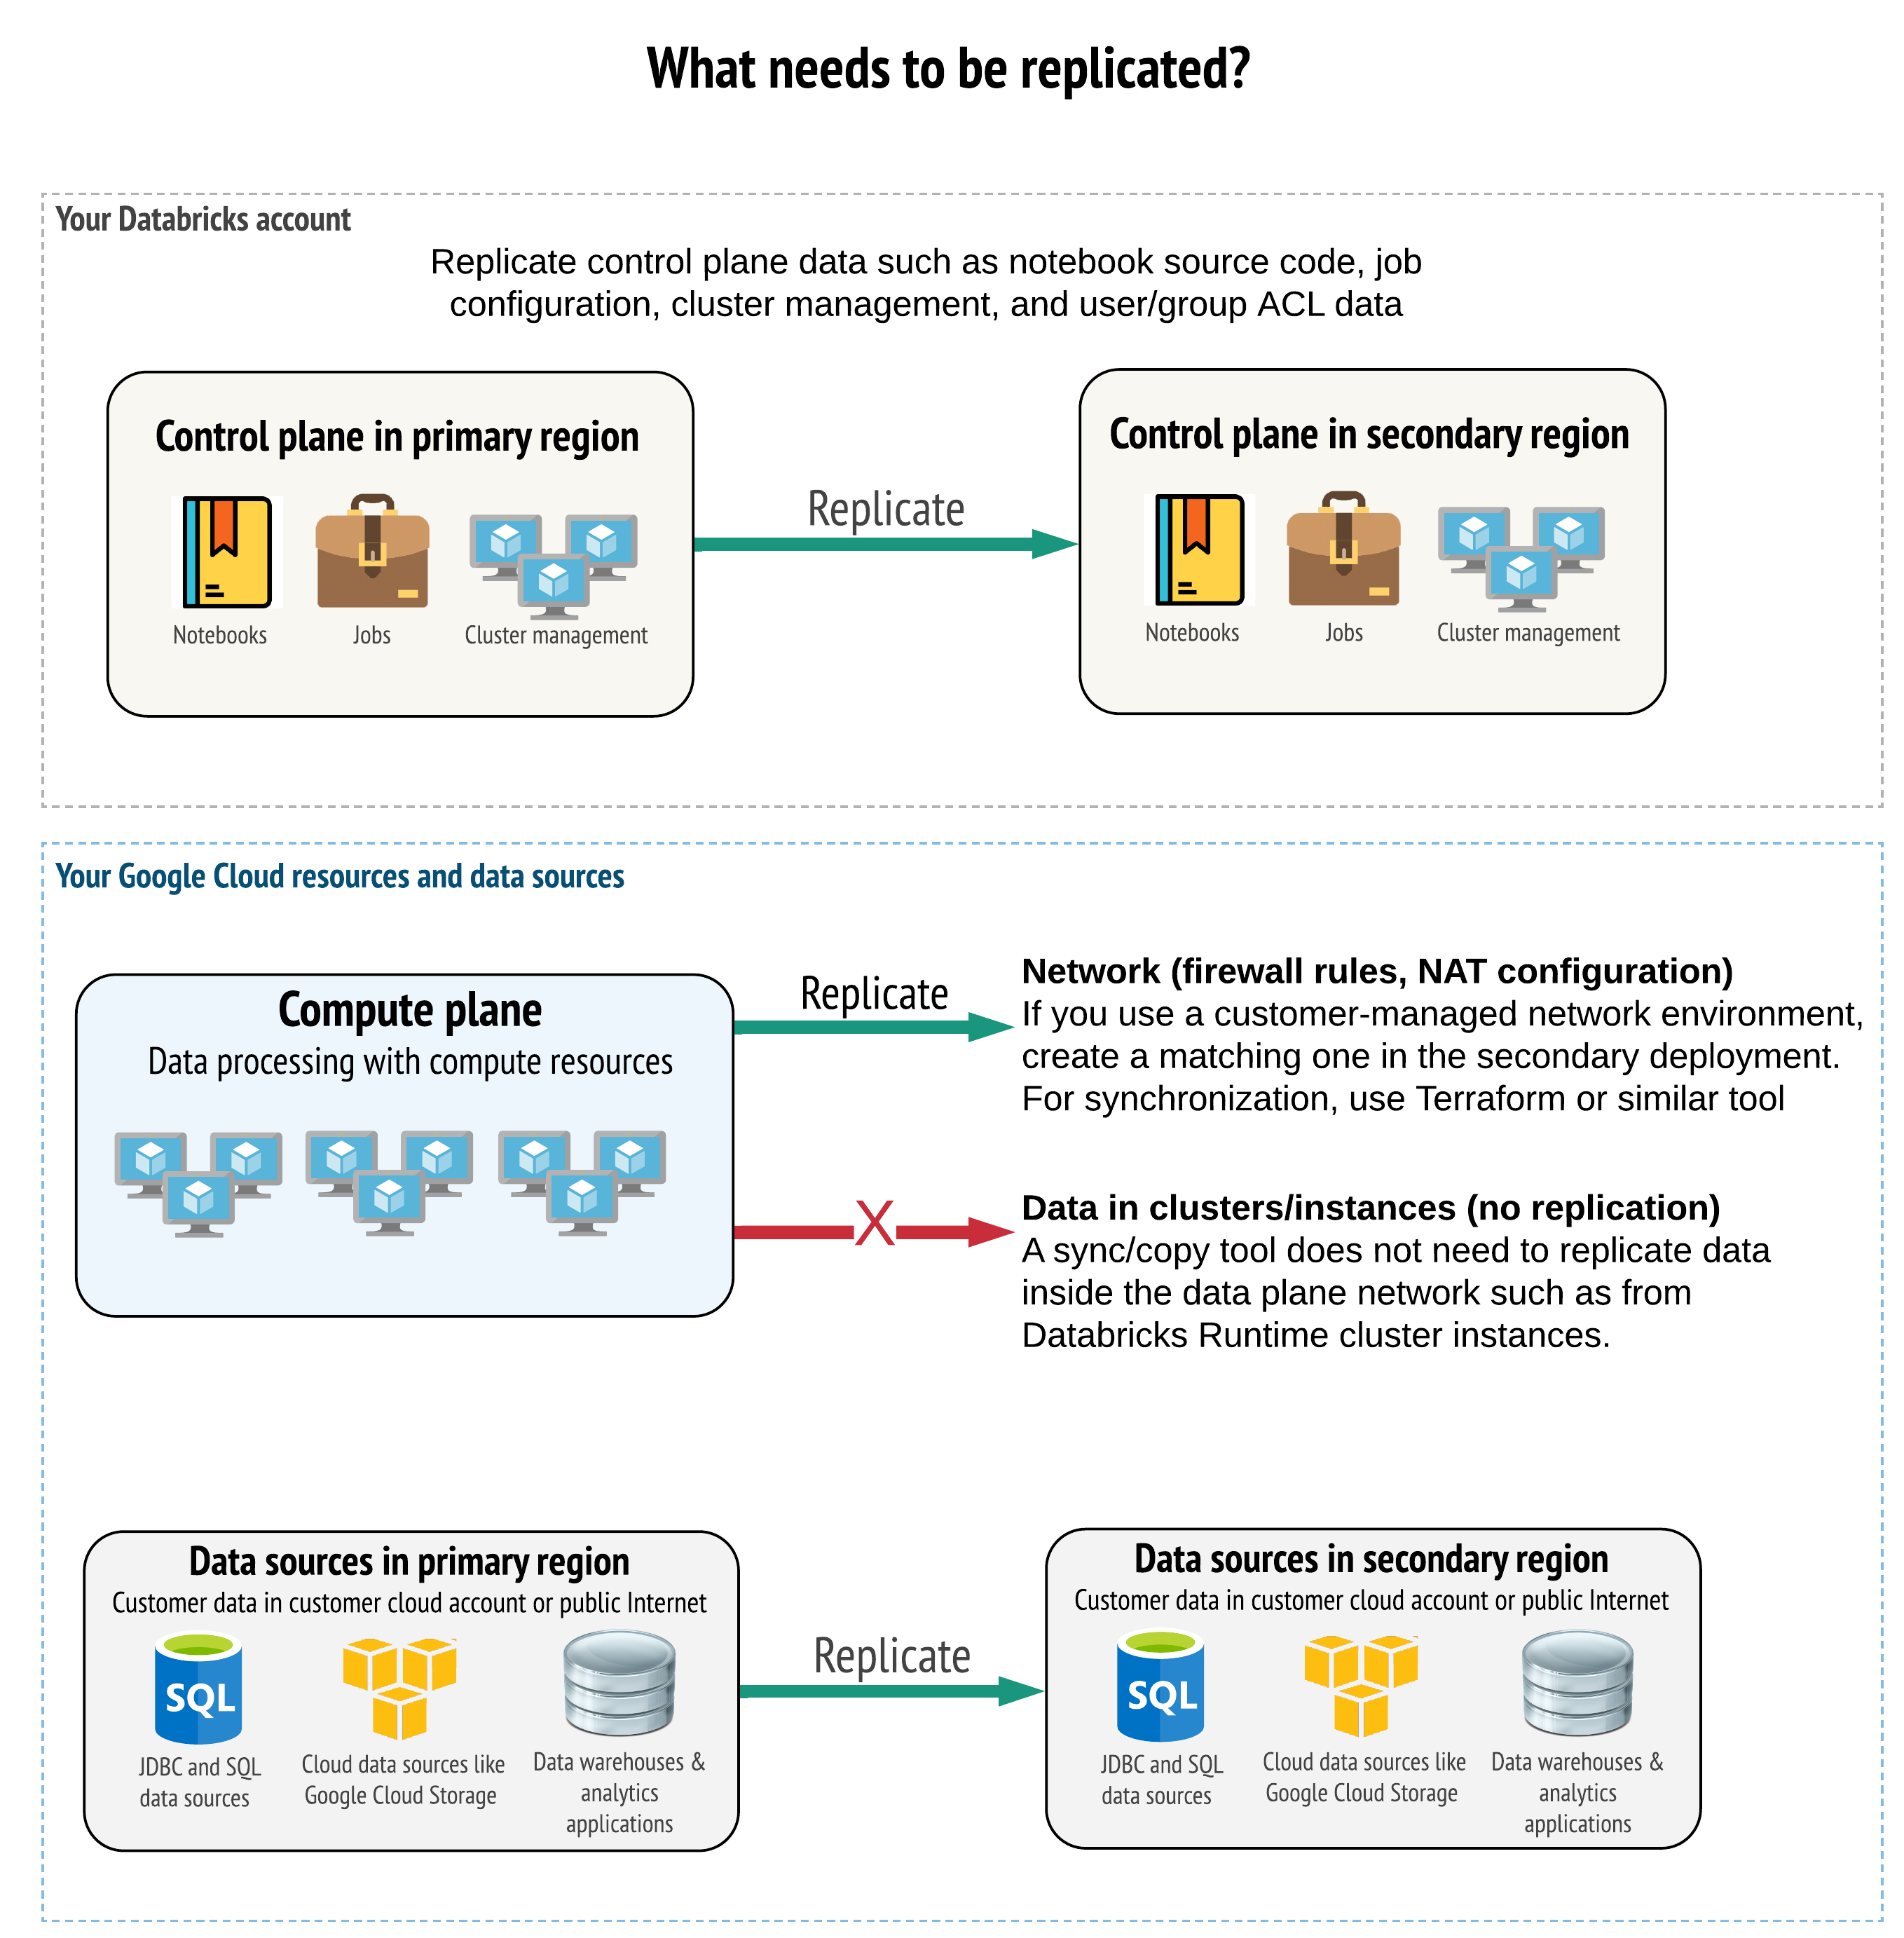 What needs to be replicated?
Your Databricks account
Replicate control plane data such as notebook source code, job
configuration, cluster management, and user/group ACL data
Control plane in primary region
Notebooks
Jobs
Cluster management
Replicate
Control plane in secondary region
Notebooks
Jobs
Cluster management
Your Google Cloud resources and data sources
Compute plane
Data processing with compute resources
Replicate
Network (firewall rules, NAT configuration)
If you use a customer-managed network environment,
create a matching one in the secondary deployment.
For synchronization, use Terraform or similar tool
X
Data in clusters/instances (no replication)
A sync/copy tool does not need to replicate data
inside the data plane network such as from
Databricks Runtime cluster instances.
Data sources in primary region
Customer data in customer cloud account or public Internet
SQL
JDBC and SQL
data sources
Cloud data sources like
Google Cloud Storage
Data warehouses &
analytics
applications
Replicate
Data sources in secondary region
Customer data in customer cloud account or public Internet
SQL
JDBC and SQL
data sources
Cloud data sources like
Google Cloud Storage
Data warehouses &
analytics
applications